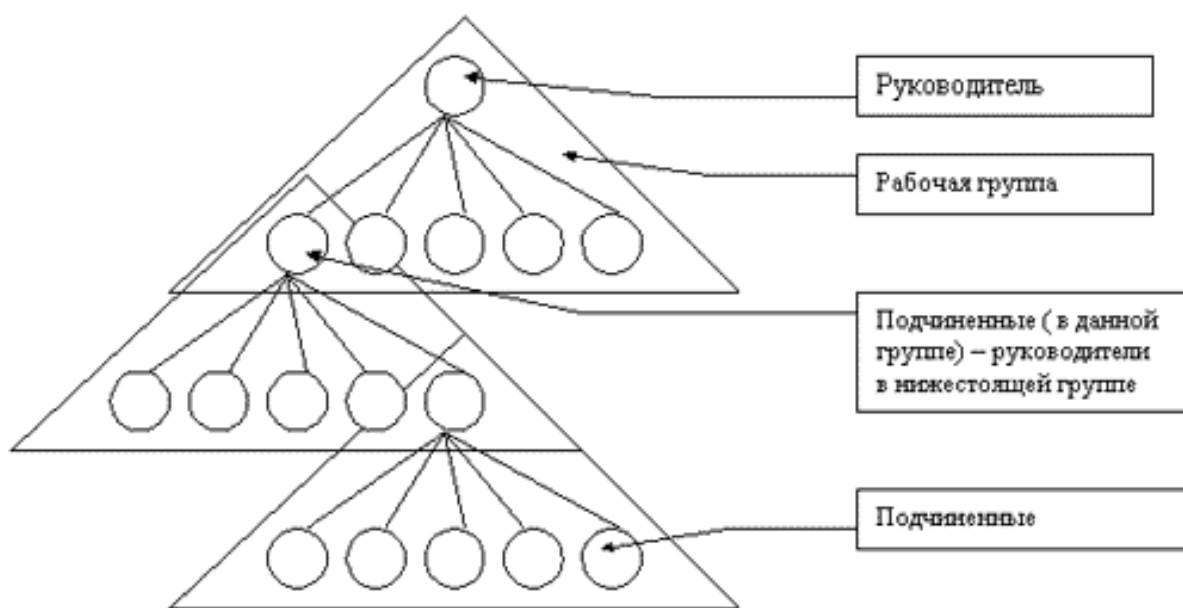 Руководитель
Рабочая группа
Подчиненные ( в данной
группе) – руководители
в нижестоящей группе
Подчиненные